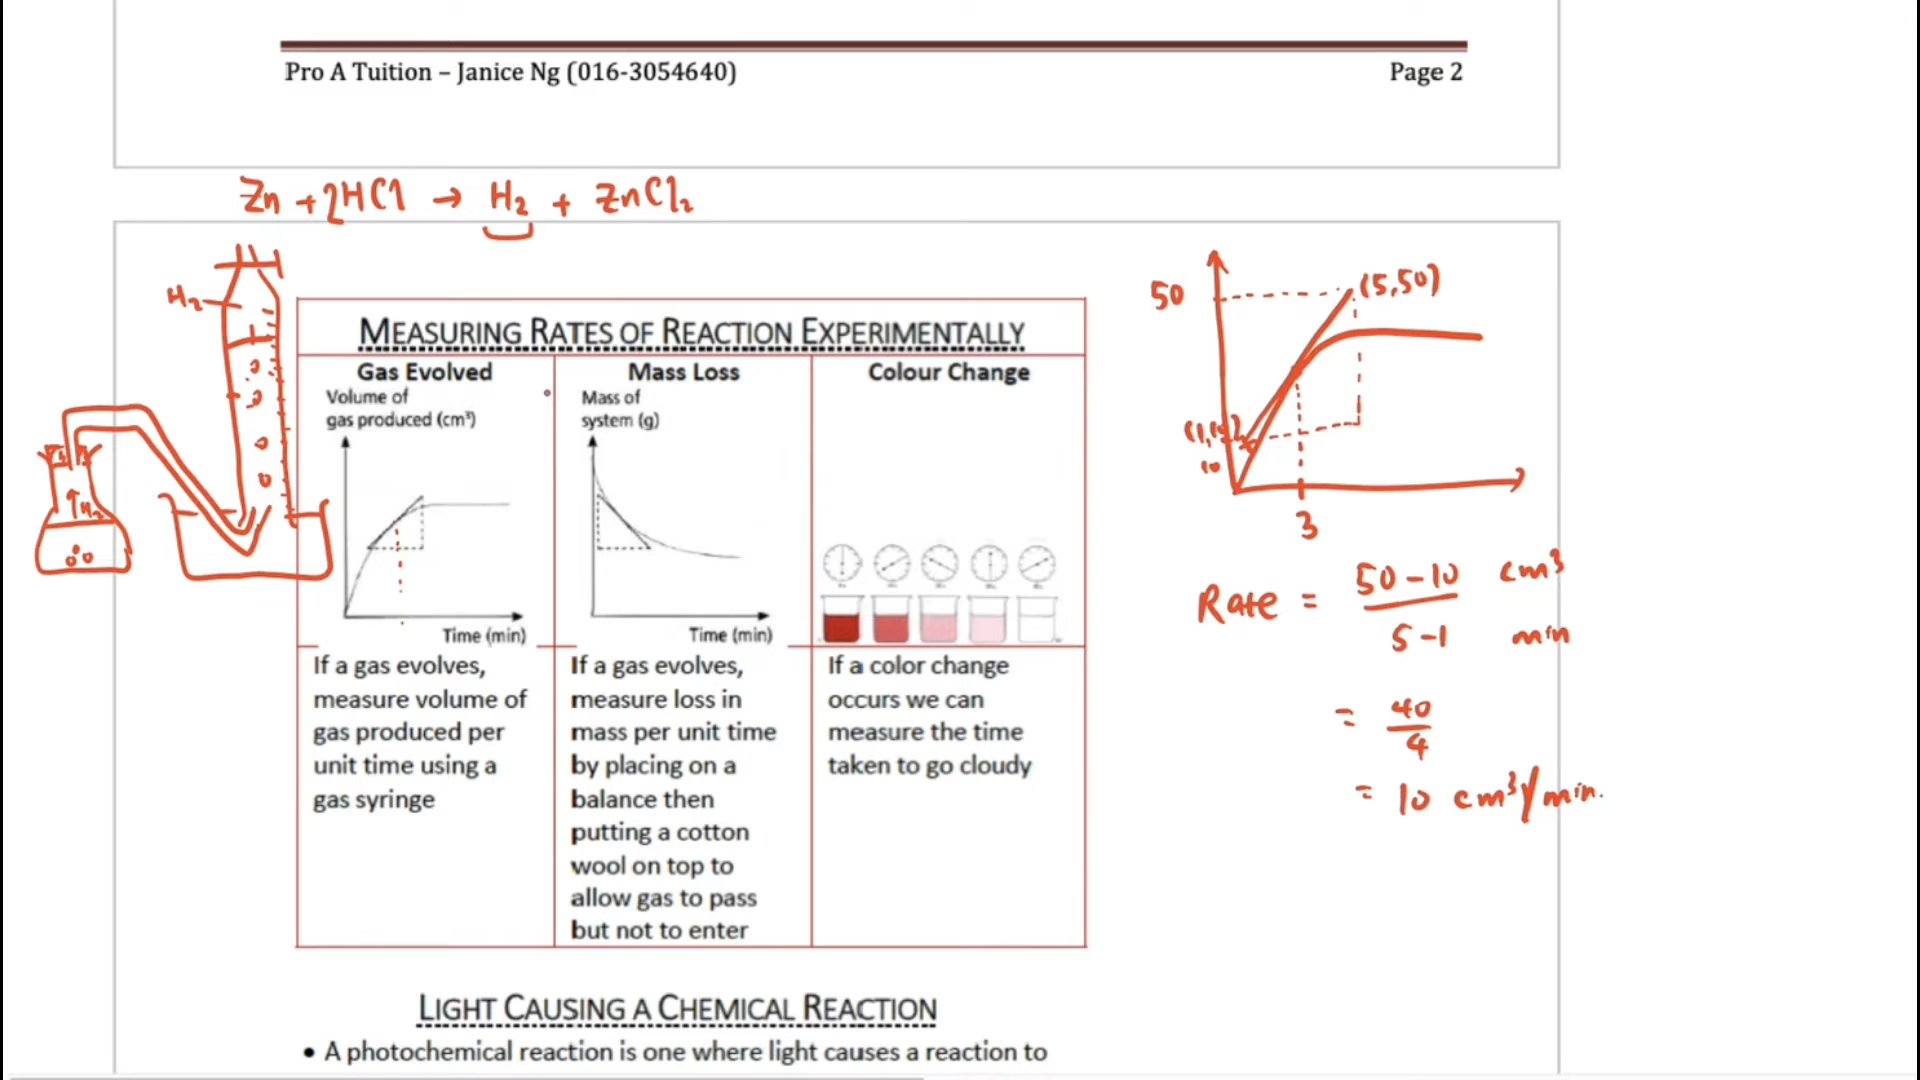 Pro A Tuition – Janice Ng (016-3054640)
Page 2
Zn + 2HCl → H₂ + ZnCl₂
H₂
H₂
MEASURING RATES OF REACTION EXPERIMENTALLY
Gas Evolved
Volume of
gas produced (cm³)
Time (min)
If a gas evolves,
measure volume of
gas produced per
unit time using a
gas syringe
Mass Loss
Mass of
system (g)
Time (min)
If a gas evolves,
measure loss in
mass per unit time
by placing on a
balance then
putting a cotton
wool on top to
allow gas to pass
but not to enter
Colour Change
If a color change
occurs we can
measure the time
taken to go cloudy
50
(5,50)
(1,10)
10
3
Rate = 50 - 10 cm³
5 - 1 min
= 40
4
= 10 cm³/min.
LIGHT CAUSING A CHEMICAL REACTION
• A photochemical reaction is one where light causes a reaction to